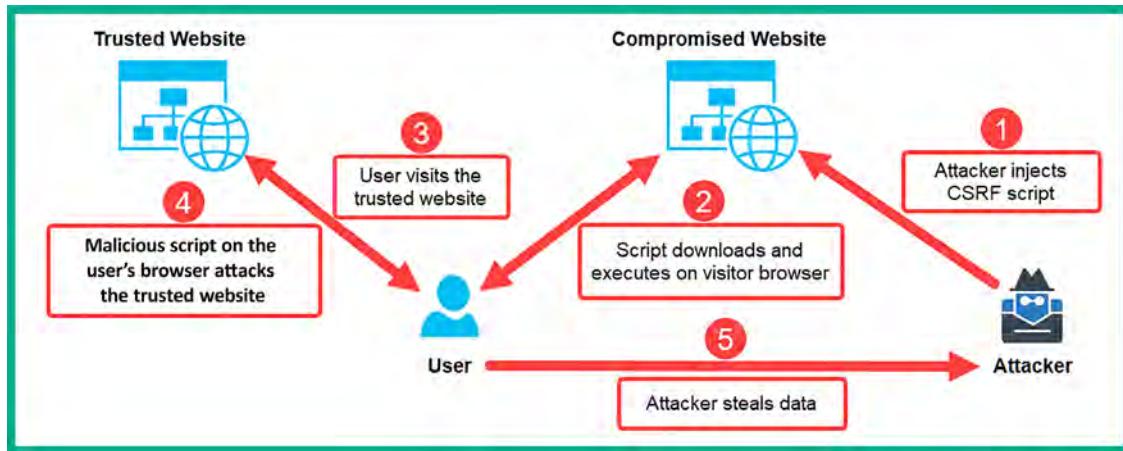 Trusted Website
Compromised Website
1
Attacker injects
CSRF script
2
Script downloads and
executes on visitor browser
3
User visits the
trusted website
4
Malicious script on the
user's browser attacks
the trusted website
User
5
Attacker steals data
Attacker